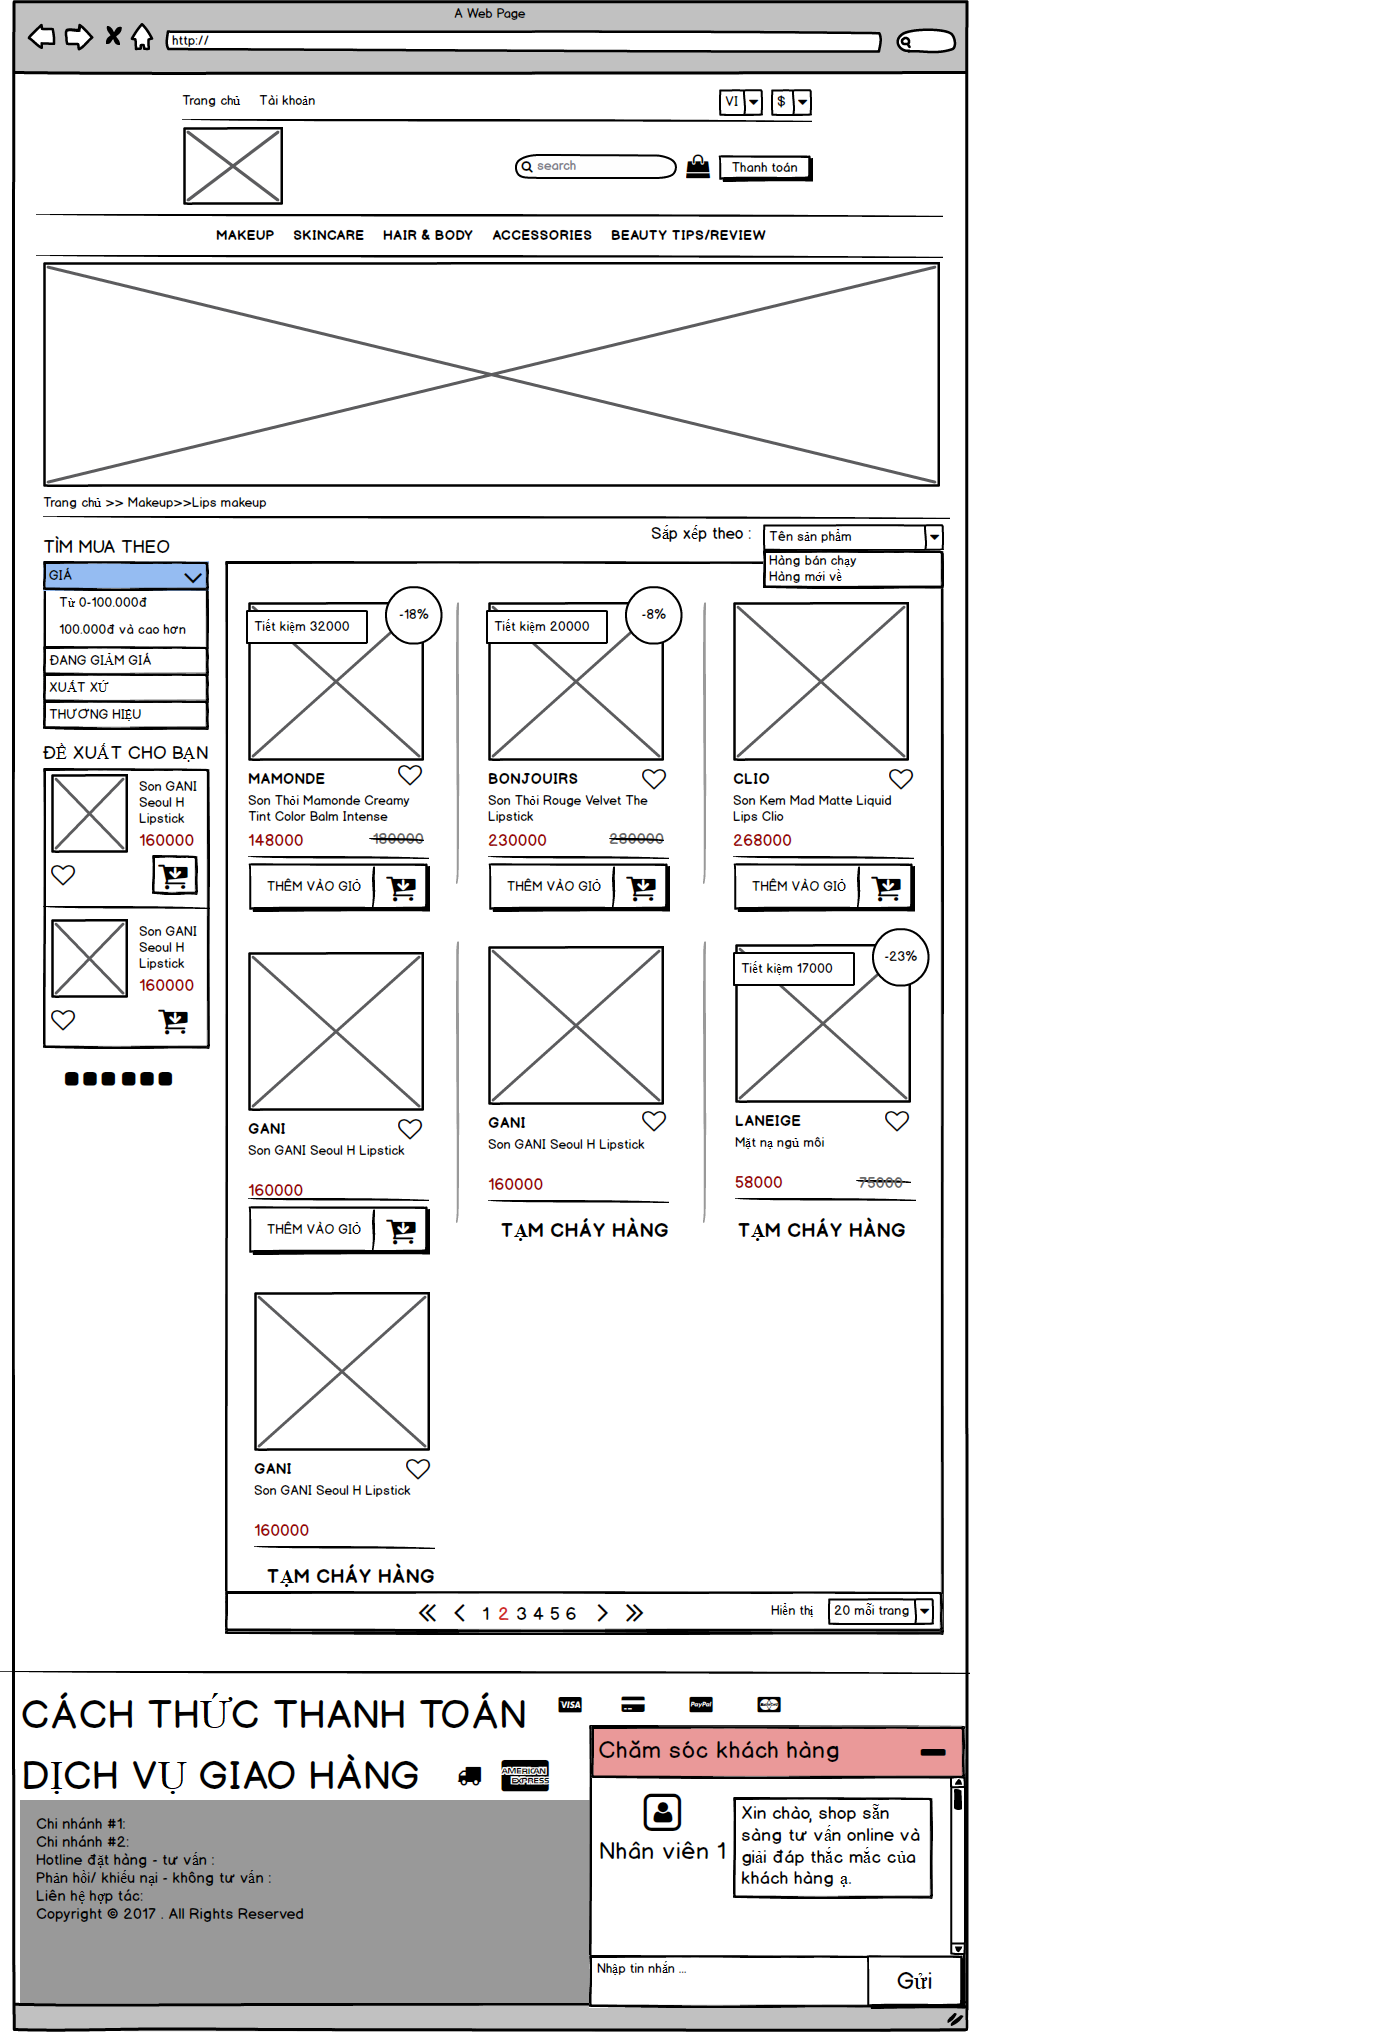 A Web Page
http://
Trang chủ Tài khoản VI $
search Thanh toán
MAKEUP SKINCARE HAIR & BODY ACCESSORIES BEAUTY TIPS/REVIEW
Trang chủ >> Makeup>>Lips makeup
Sắp xếp theo : Tên sản phẩm
Hàng bán chạy
Hàng mới về
TÌM MUA THEO
GIÁ
Từ 0-100.000đ
100.000đ và cao hơn
ĐANG GIẢM GIÁ
XUẤT XỨ
THƯƠNG HIỆU
ĐỀ XUẤT CHO BẠN
Son GANI
Seoul H
Lipstick
160000
Son GANI
Seoul H
Lipstick
160000
Tiết kiệm 32000
-18%
MAMONDE
Son Thỏi Mamonde Creamy
Tint Color Balm Intense
148000 180000
THÊM VÀO GIỎ
Tiết kiệm 20000
-8%
BONJOUIRS
Son Thỏi Rouge Velvet The
Lipstick
230000 280000
THÊM VÀO GIỎ
CLIO
Son Kem Mad Matte Liquid
Lips Clio
268000
THÊM VÀO GIỎ
GANI
Son GANI Seoul H Lipstick
160000
THÊM VÀO GIỎ
GANI
Son GANI Seoul H Lipstick
160000
TẠM CHÁY HÀNG
Tiết kiệm 17000
-23%
LANEIGE
Mặt nạ ngủ môi
58000 75000
TẠM CHÁY HÀNG
GANI
Son GANI Seoul H Lipstick
160000
TẠM CHÁY HÀNG
1 2 3 4 5 6 Hiển thị 20 mỗi trang
CÁCH THỨC THANH TOÁN VISA PayPal
DỊCH VỤ GIAO HÀNG AMERICAN EXPRESS
Chi nhánh #1:
Chi nhánh #2:
Hotline đặt hàng - tư vấn :
Phản hồi/ khiếu nại - không tư vấn :
Liên hệ hợp tác:
Copyright © 2017 . All Rights Reserved
Chăm sóc khách hàng
Nhân viên 1
Xin chào, shop sẵn
sàng tư vấn online và
giải đáp thắc mắc của
khách hàng ạ.
Nhập tin nhắn ...
Gửi